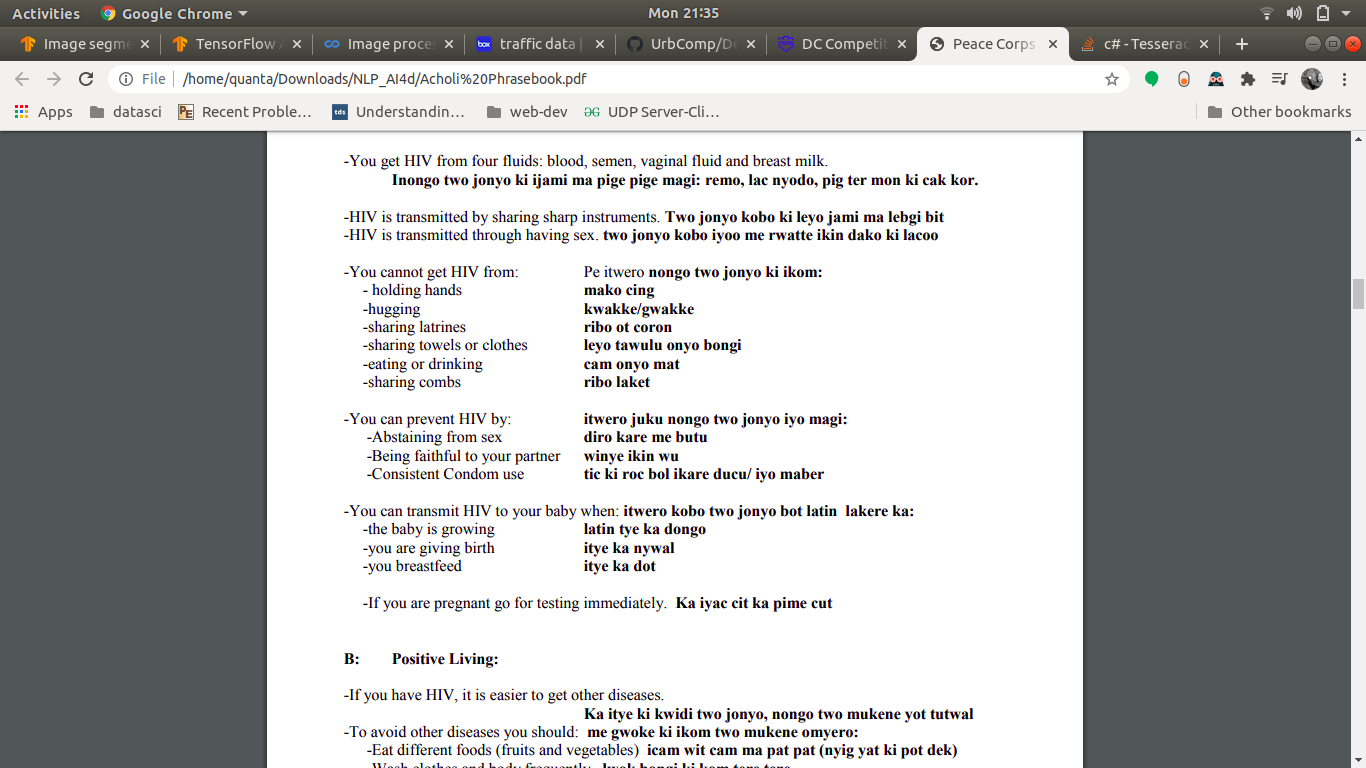 Activities Google Chrome Mon 21:35
Image segme TensorFlow Image proces traffic data | UrbComp/De DC Competit Peace Corps c# - Tesserac
File /home/quanta/Downloads/NLP_AI4d/Acholi%20Phrasebook.pdf
Apps datasci Recent Proble… Understandin… web-dev UDP Server-Cli… Other bookmarks
-You get HIV from four fluids: blood, semen, vaginal fluid and breast milk.
Inongo two jonyo ki ijami ma pige pige magi: remo, lac nyodo, pig ter mon ki cak kor.
-HIV is transmitted by sharing sharp instruments. Two jonyo kobo ki leyo jami ma lebgi bit
-HIV is transmitted through having sex. two jonyo kobo iyoo me rwatte ikin dako ki lacoo
-You cannot get HIV from: Pe itwero nongo two jonyo ki ikom:
- holding hands mako cing
-hugging kwakke/gwakke
-sharing latrines ribo ot coron
-sharing towels or clothes leyo tawulu onyo bongi
-eating or drinking cam onyo mat
-sharing combs ribo laket
-You can prevent HIV by: itwero juku nongo two jonyo iyo magi:
-Abstaining from sex diro kare me butu
-Being faithful to your partner winye ikin wu
-Consistent Condom use tic ki roc bol ikare ducu/ iyo maber
-You can transmit HIV to your baby when: itwero kobo two jonyo bot latin lakere ka:
-the baby is growing latin tye ka dongo
-you are giving birth itye ka nywal
-you breastfeed itye ka dot
-If you are pregnant go for testing immediately. Ka iyac cit ka pime cut
B: Positive Living:
-If you have HIV, it is easier to get other diseases.
Ka itye ki kwidi two jonyo, nongo two mukene yot tutwal
-To avoid other diseases you should: me gwoke ki ikom two mukene omyero:
-Eat different foods (fruits and vegetables) icam wit cam ma pat pat (nyig yat ki pot dek)
-Wash clothes and body frequently